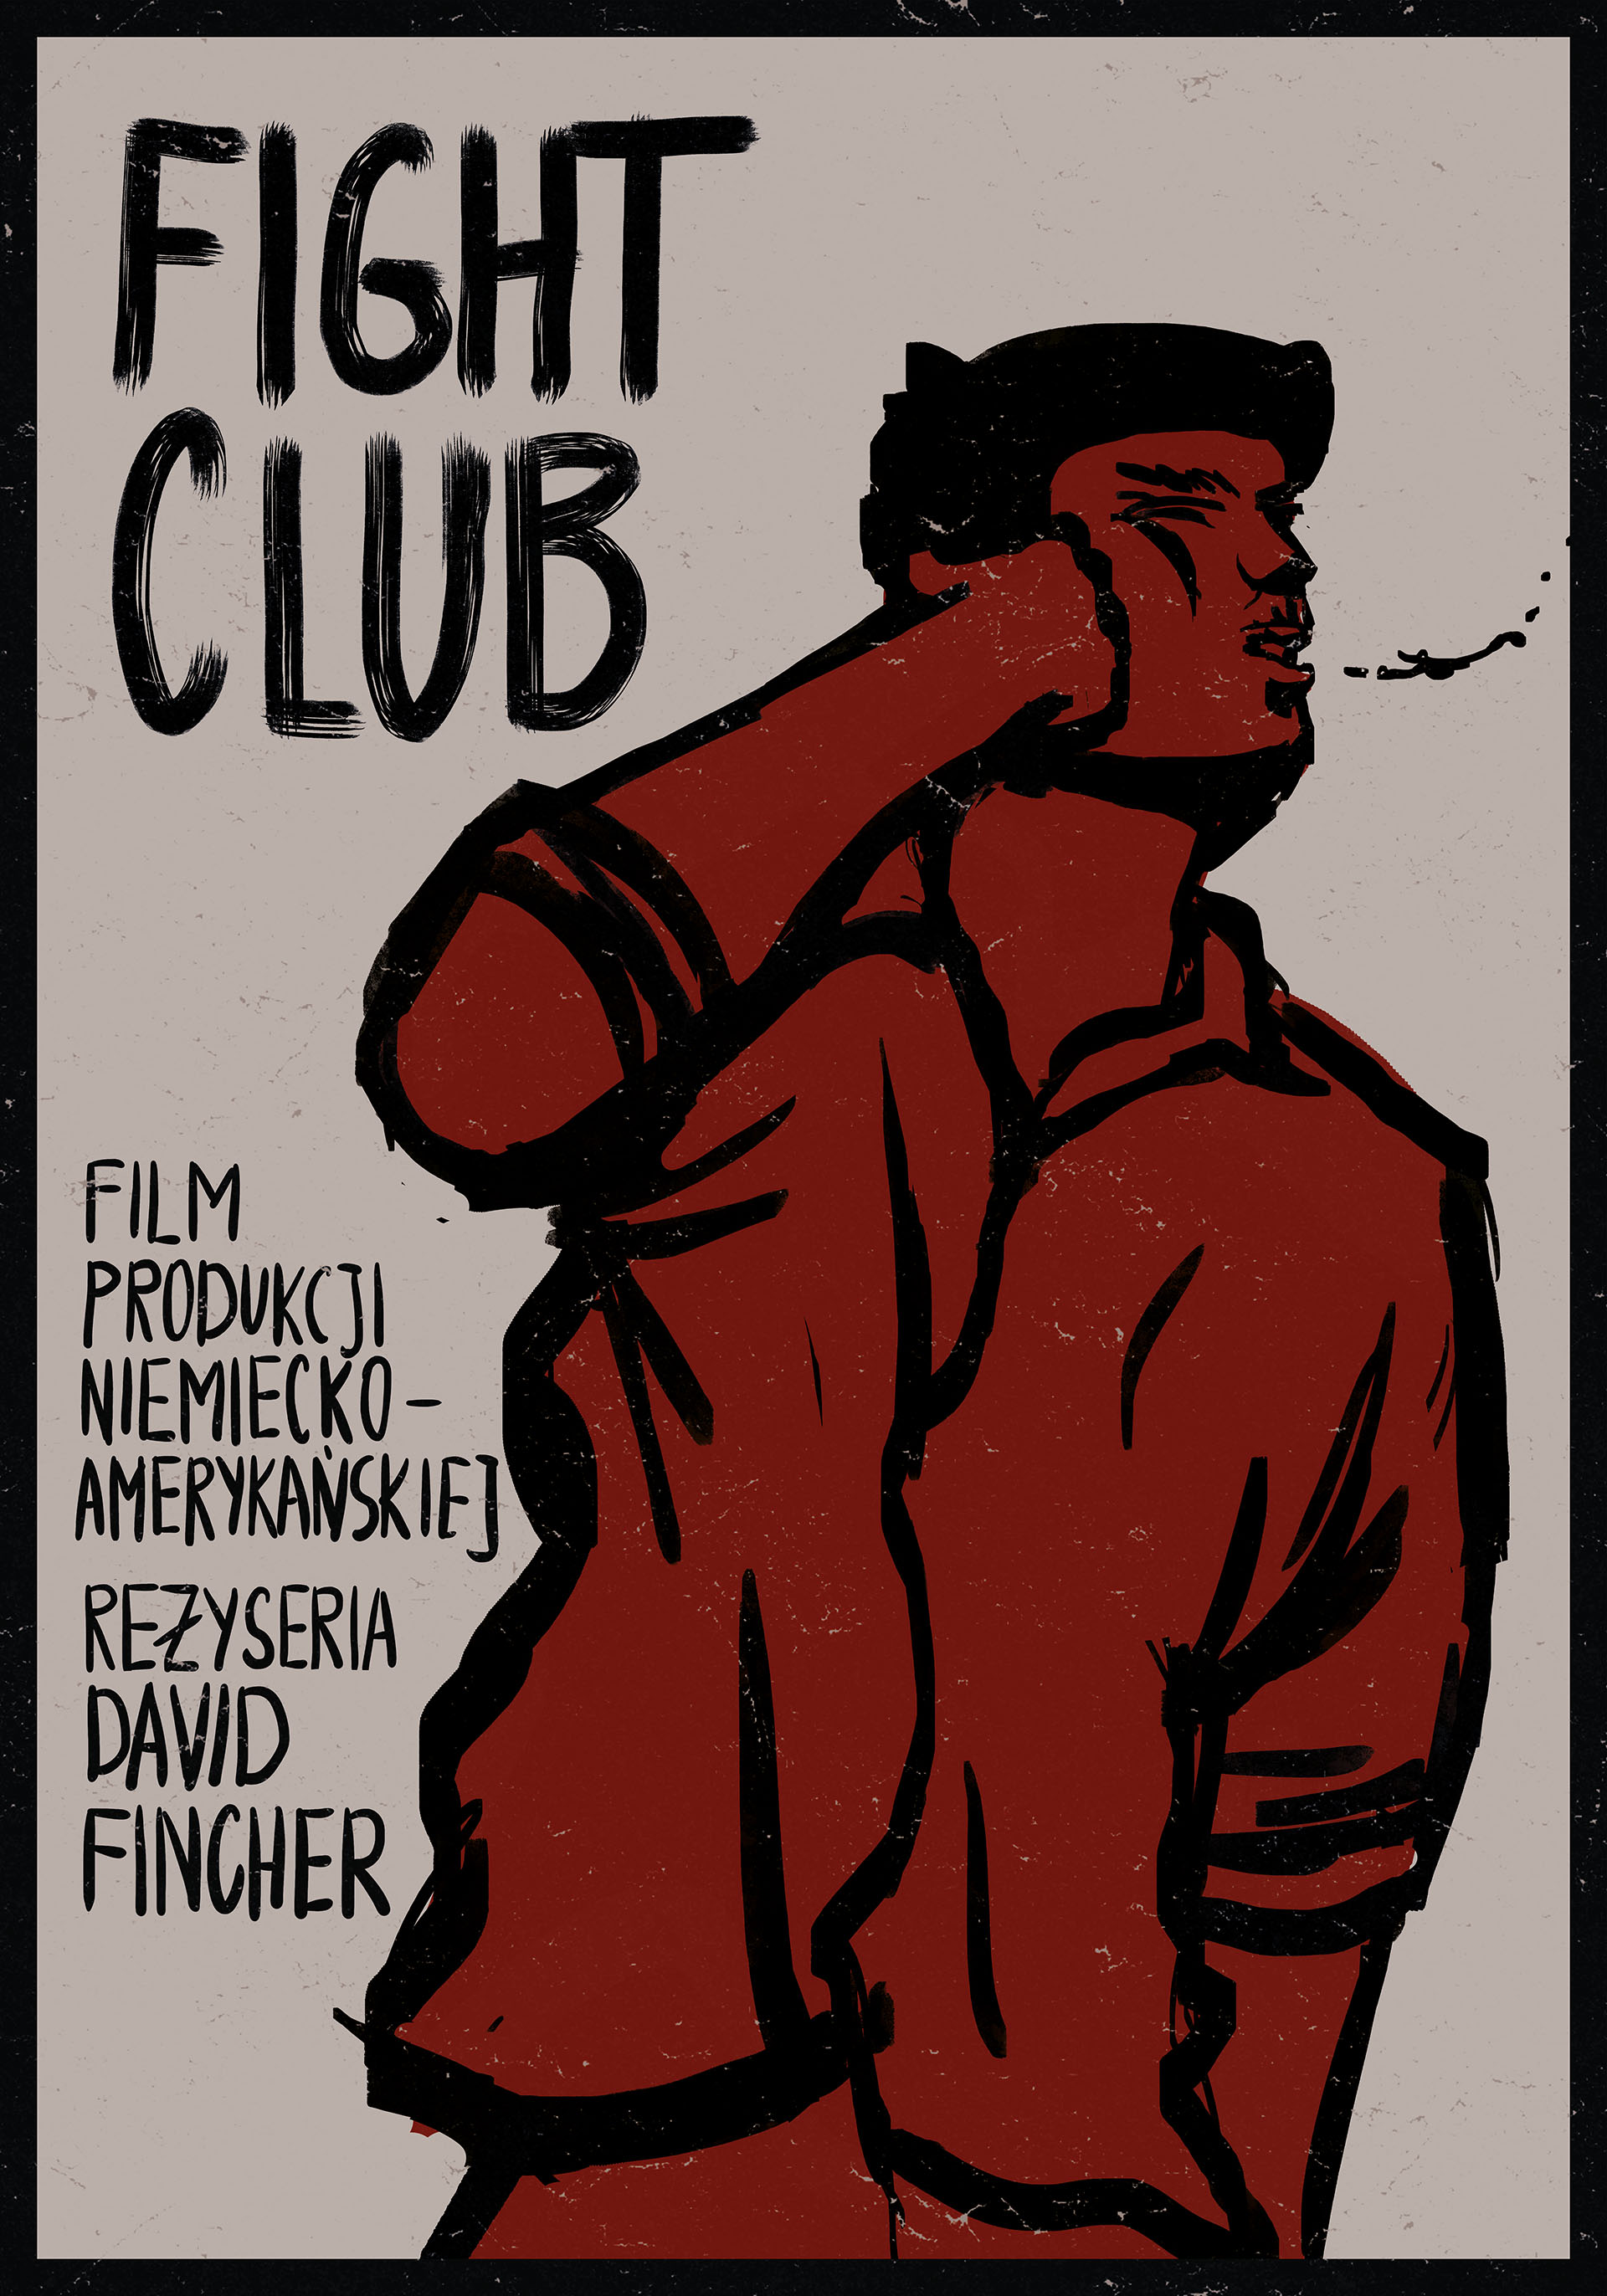 FIGHT
CLUB
FILM
PRODUKCJI
NIEMIECKO-
AMERYKAŃSKIEJ
REŻYSERIA
DAVID
FINCHER